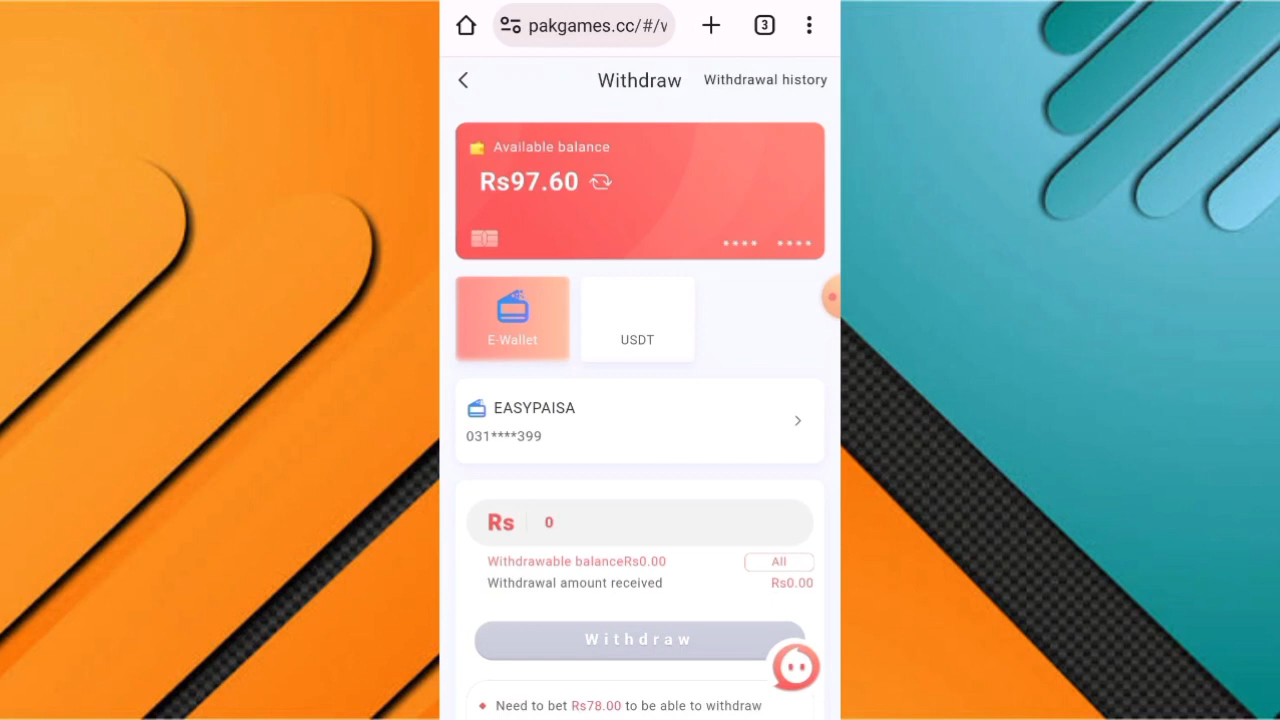 pakgames.cc/#/v
3
Withdraw
Withdrawal history
Available balance
Rs97.60
E-Wallet
USDT
EASYPAISA
031****399
Rs 0
Withdrawable balanceRs0.00
All
Withdrawal amount received
Rs0.00
Withdraw
Need to bet Rs78.00 to be able to withdraw